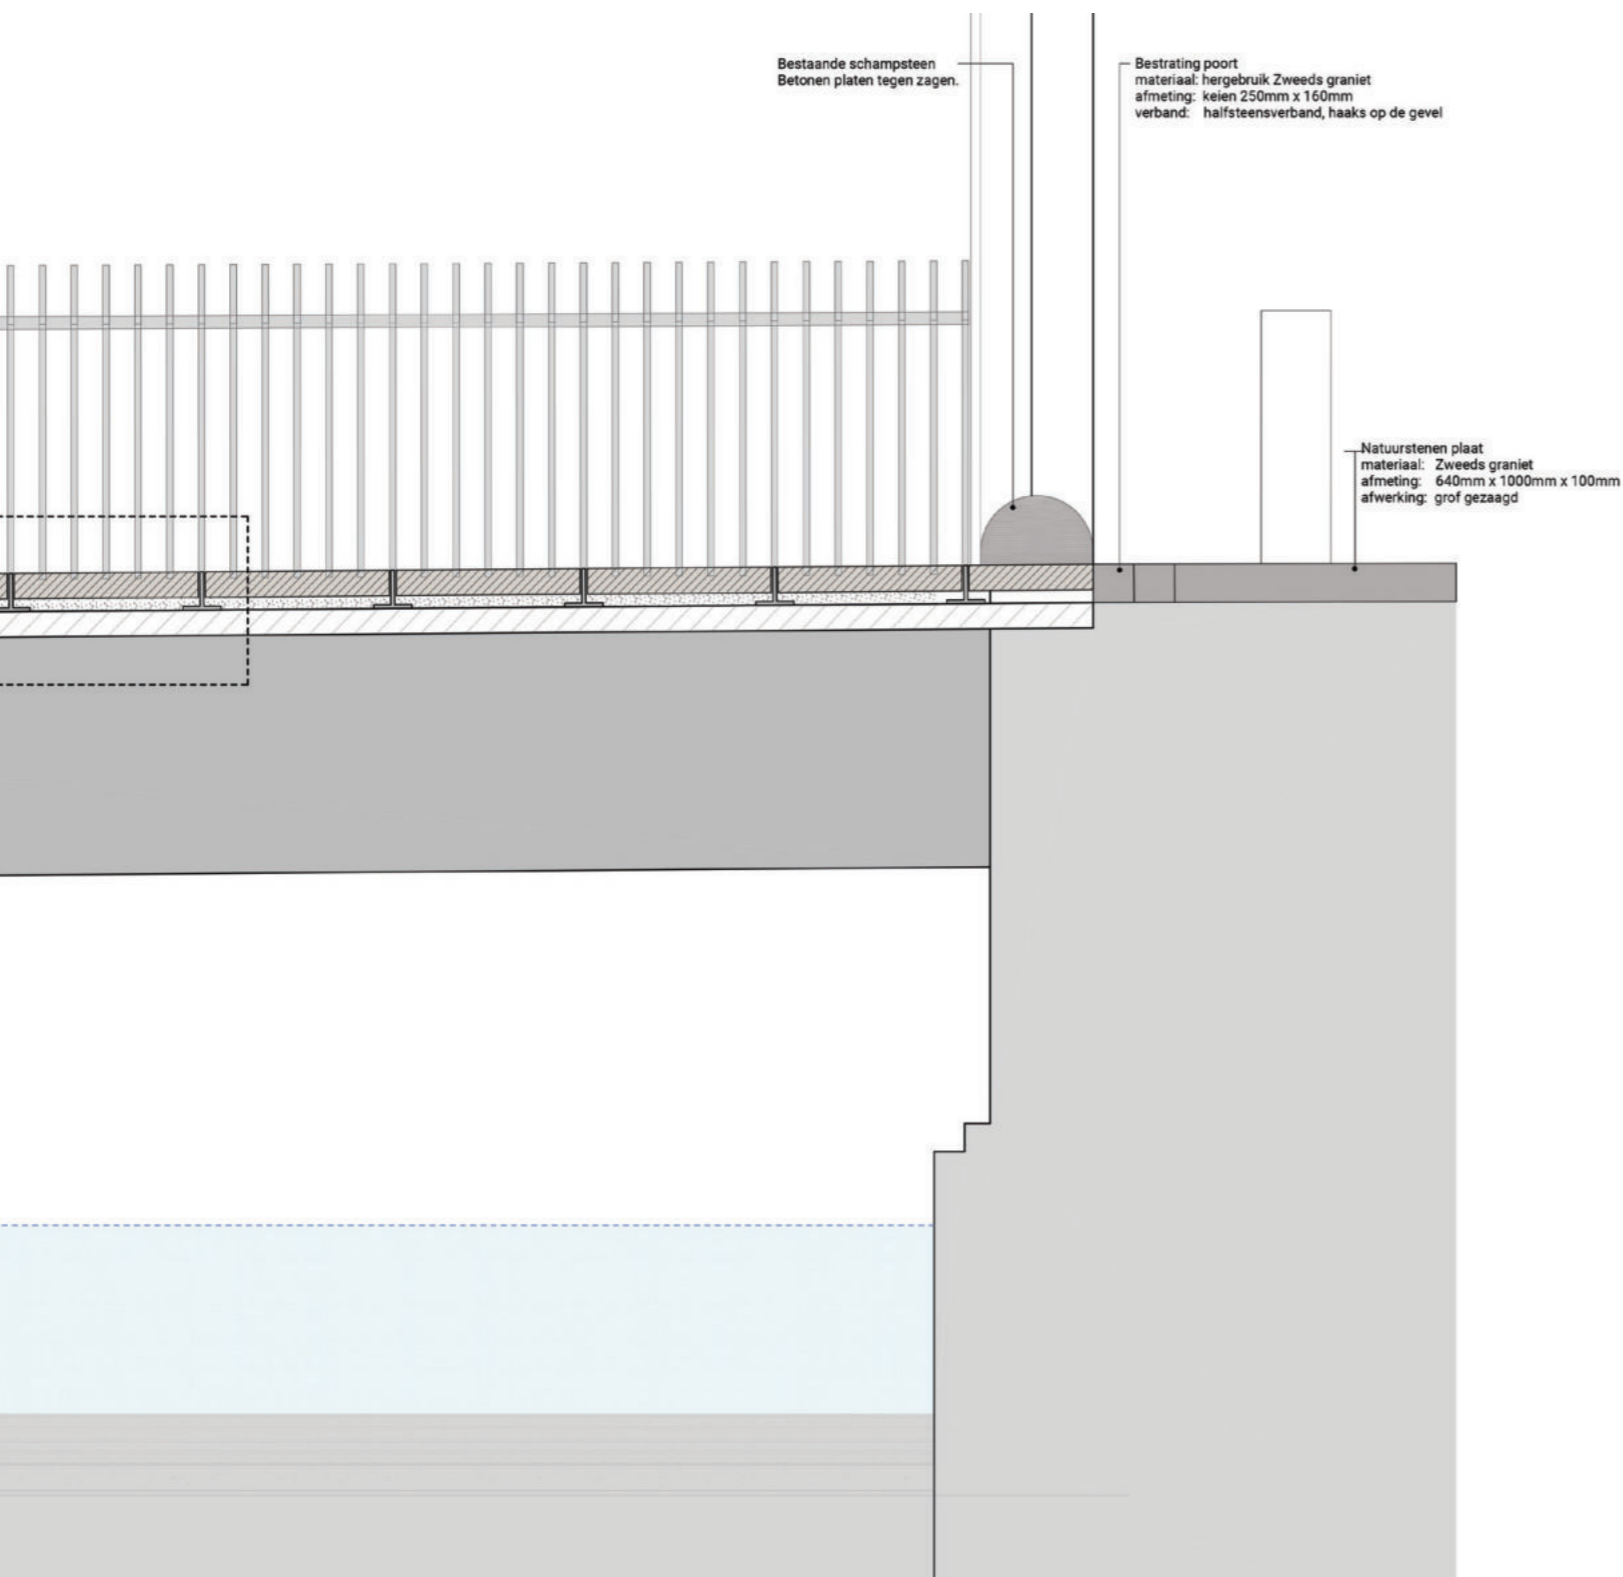 Bestaande schampsteen
Betonen platen tegen zagen.
Bestrating poort
materiaal: hergebruik Zweeds graniet
afmeting: keien 250mm x 160mm
verband: halfsteensverband, haaks op de gevel
Natuurstenen plaat
materiaal: Zweeds graniet
afmeting: 640mm x 1000mm x 100mm
afwerking: grof gezaagd